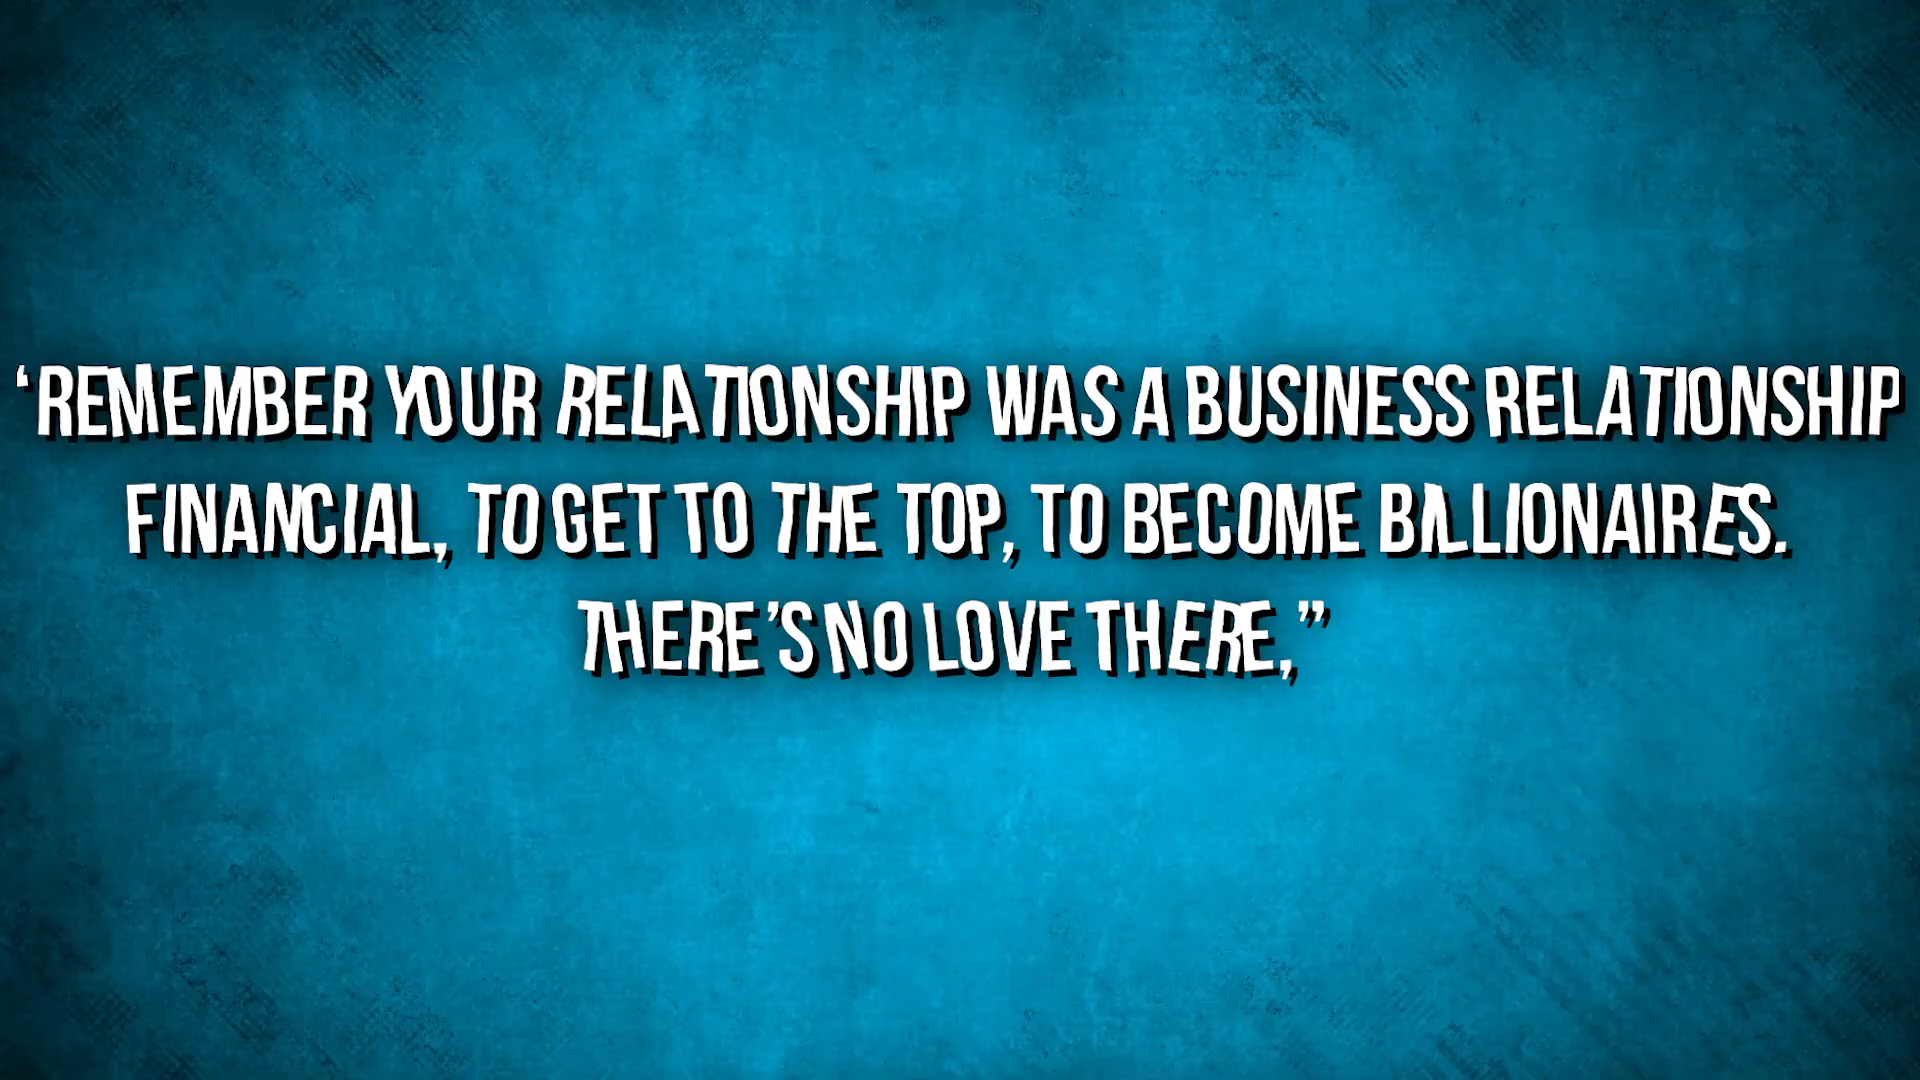 ‘REMEMBER YOUR RELATIONSHIP WAS A BUSINESS RELATIONSHIP
FINANCIAL, TO GET TO THE TOP, TO BECOME BILLIONAIRES.
THERE’S NO LOVE THERE,”